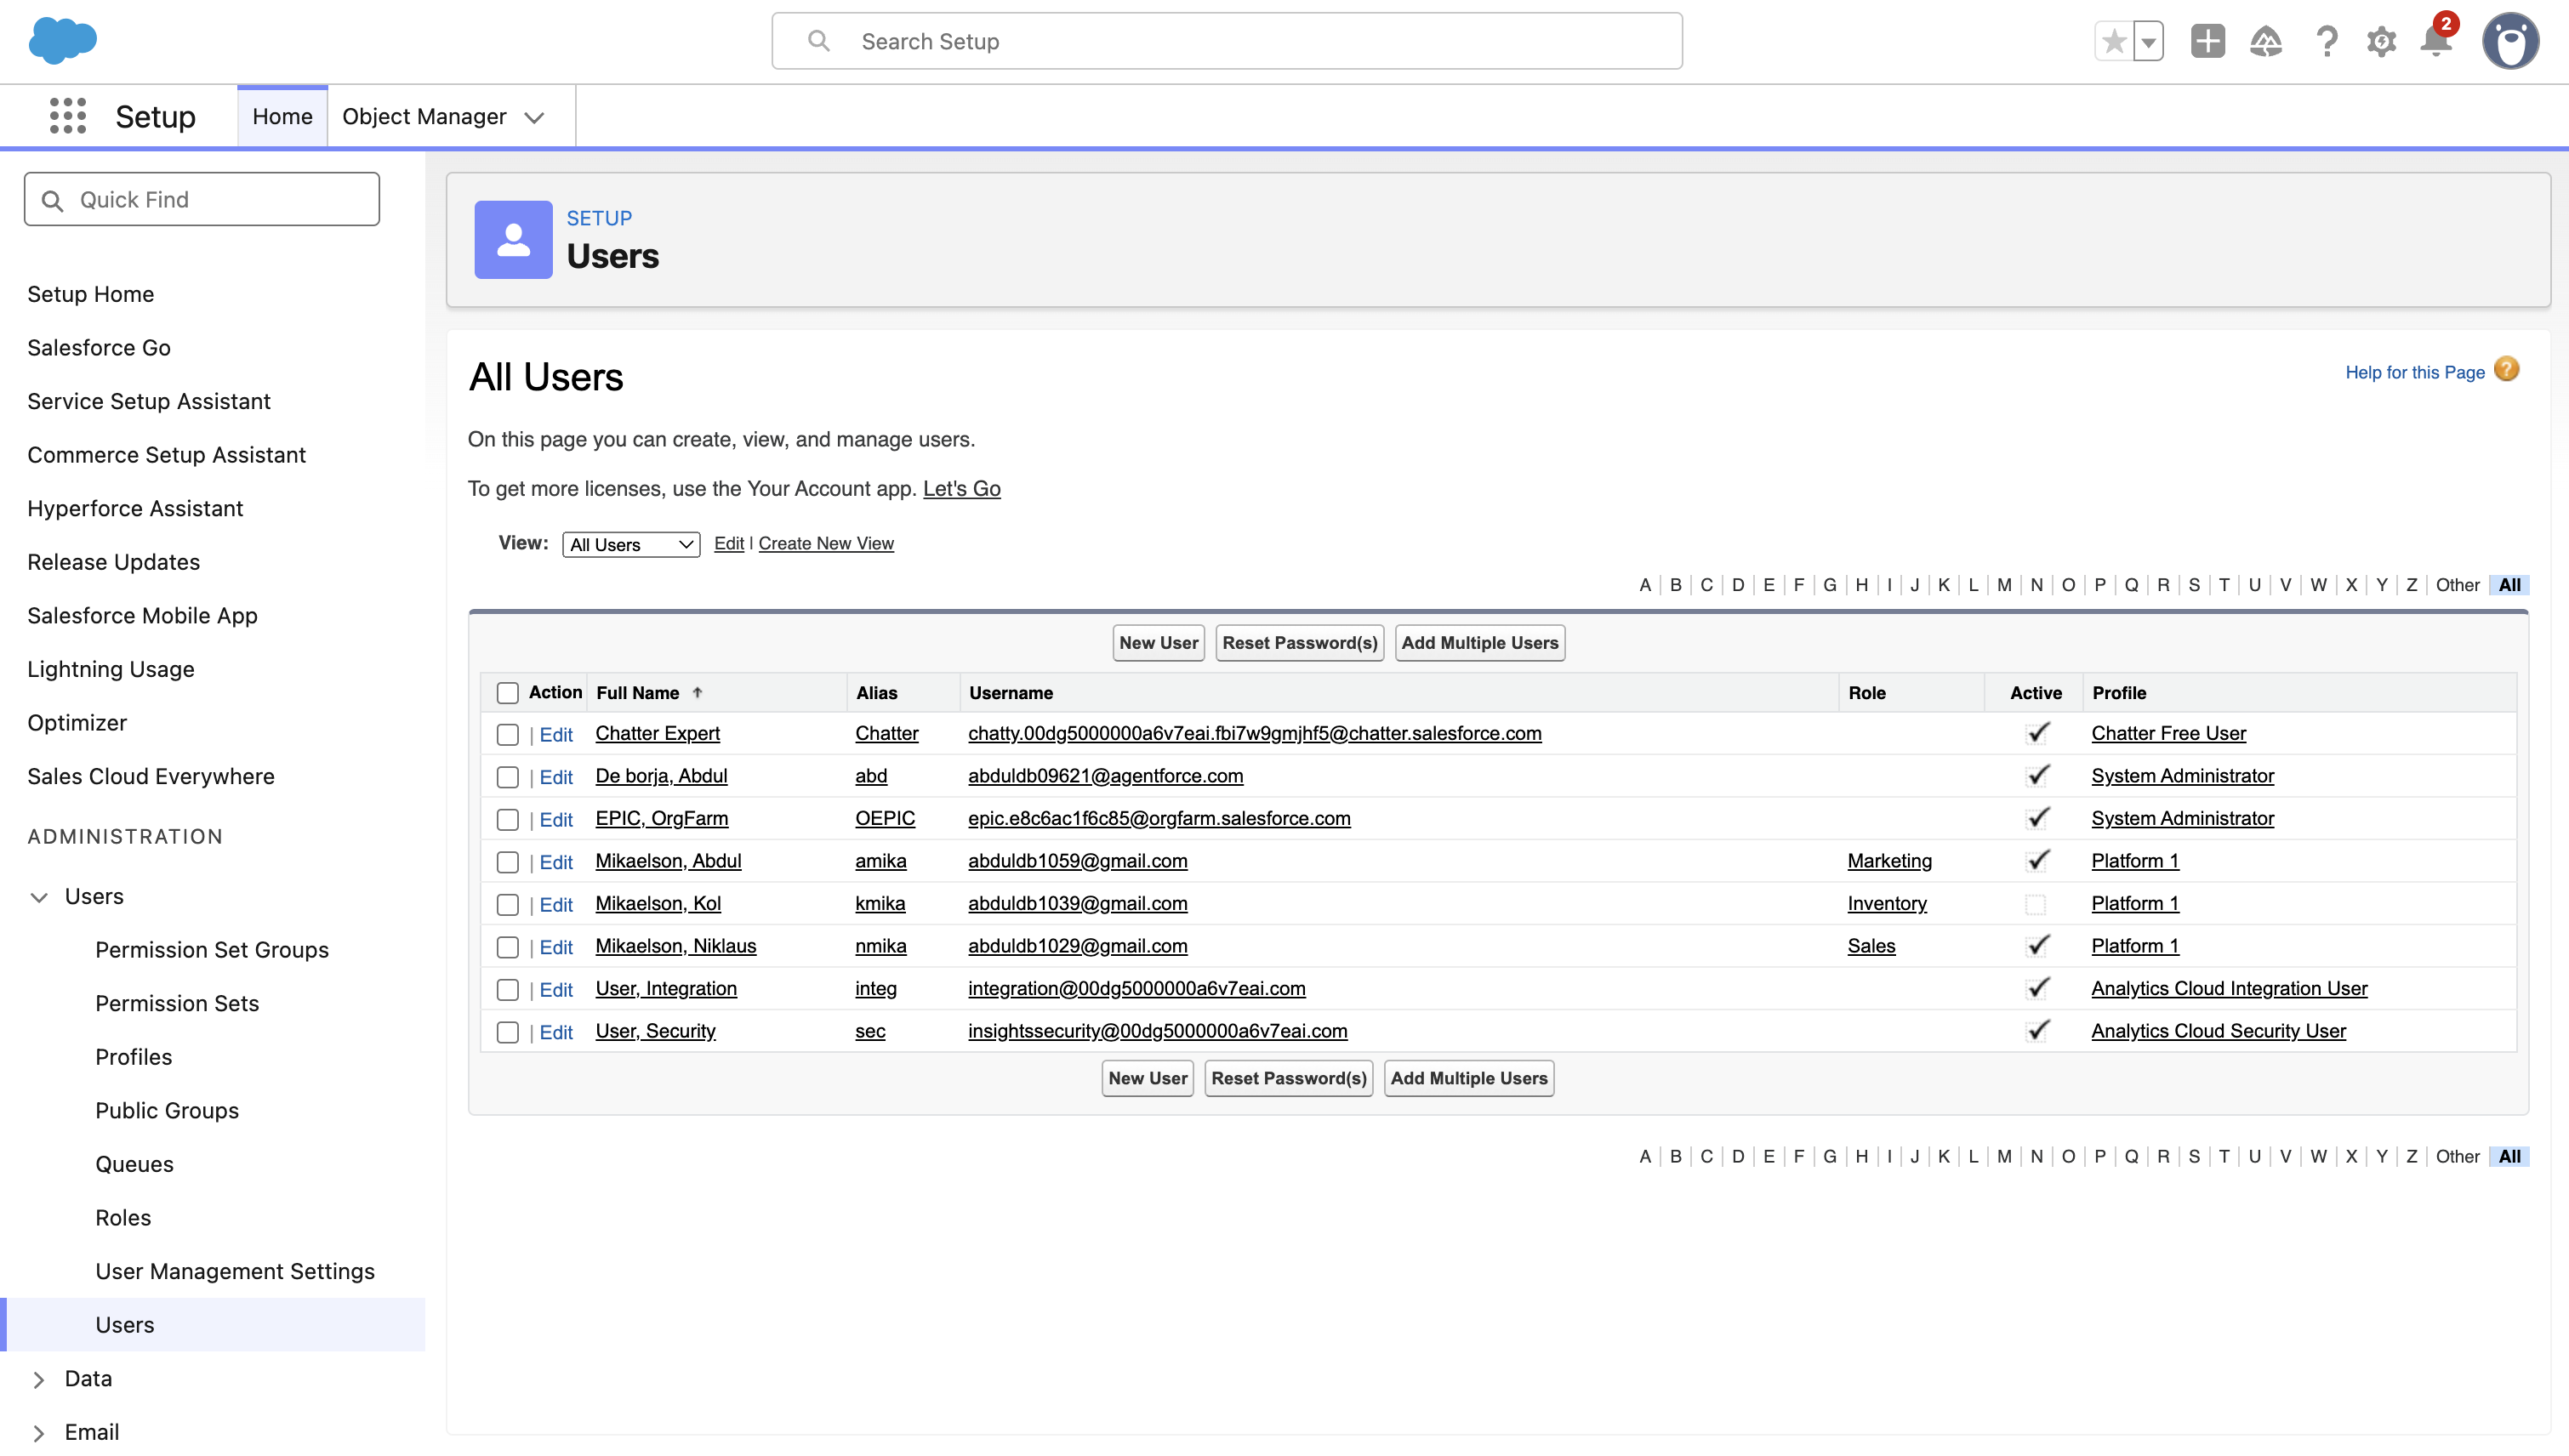 Search Setup
2
Setup
Home
Object Manager
Quick Find
Setup Home
Salesforce Go
Service Setup Assistant
Commerce Setup Assistant
Hyperforce Assistant
Release Updates
Salesforce Mobile App
Lightning Usage
Optimizer
Sales Cloud Everywhere
ADMINISTRATION
Users
Permission Set Groups
Permission Sets
Profiles
Public Groups
Queues
Roles
User Management Settings
Users
Data
Email
SETUP
Users
All Users
Help for this Page ?
On this page you can create, view, and manage users.
To get more licenses, use the Your Account app. Let's Go
View: All Users Edit | Create New View
A | B | C | D | E | F | G | H | I | J | K | L | M | N | O | P | Q | R | S | T | U | V | W | X | Y | Z | Other | All
New User Reset Password(s) Add Multiple Users
Action Full Name Alias Username Role Active Profile
| Edit Chatter Expert Chatter chatty.00dg5000000a6v7eai.fbi7w9gmjhf5@chatter.salesforce.com Chatter Free User
| Edit De borja, Abdul abd abduldb09621@agentforce.com System Administrator
| Edit EPIC, OrgFarm OEPIC epic.e8c6ac1f6c85@orgfarm.salesforce.com System Administrator
| Edit Mikaelson, Abdul amika abduldb1059@gmail.com Marketing Platform 1
| Edit Mikaelson, Kol kmika abduldb1039@gmail.com Inventory Platform 1
| Edit Mikaelson, Niklaus nmika abduldb1029@gmail.com Sales Platform 1
| Edit User, Integration integ integration@00dg5000000a6v7eai.com Analytics Cloud Integration User
| Edit User, Security sec insightssecurity@00dg5000000a6v7eai.com Analytics Cloud Security User
New User Reset Password(s) Add Multiple Users
A | B | C | D | E | F | G | H | I | J | K | L | M | N | O | P | Q | R | S | T | U | V | W | X | Y | Z | Other | All